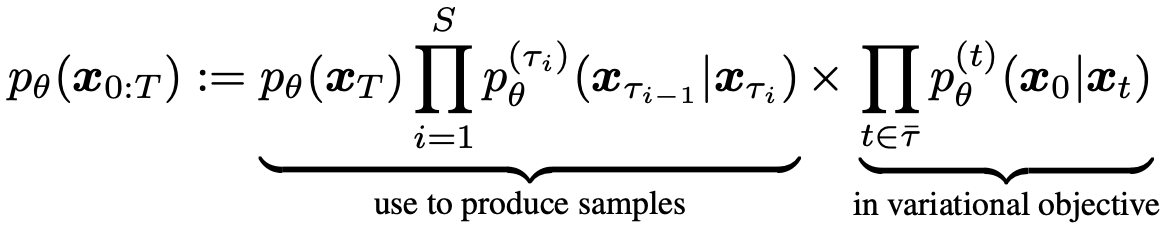 p_θ(x_{0:T}) := p_θ(x_T) ∏_{i=1}^{S} p_θ^{(τ_i)}(x_{τ_{i−1}}|x_{τ_i}) × ∏_{t∈τ̄} p_θ^{(t)}(x_0|x_t)
use to produce samples
in variational objective